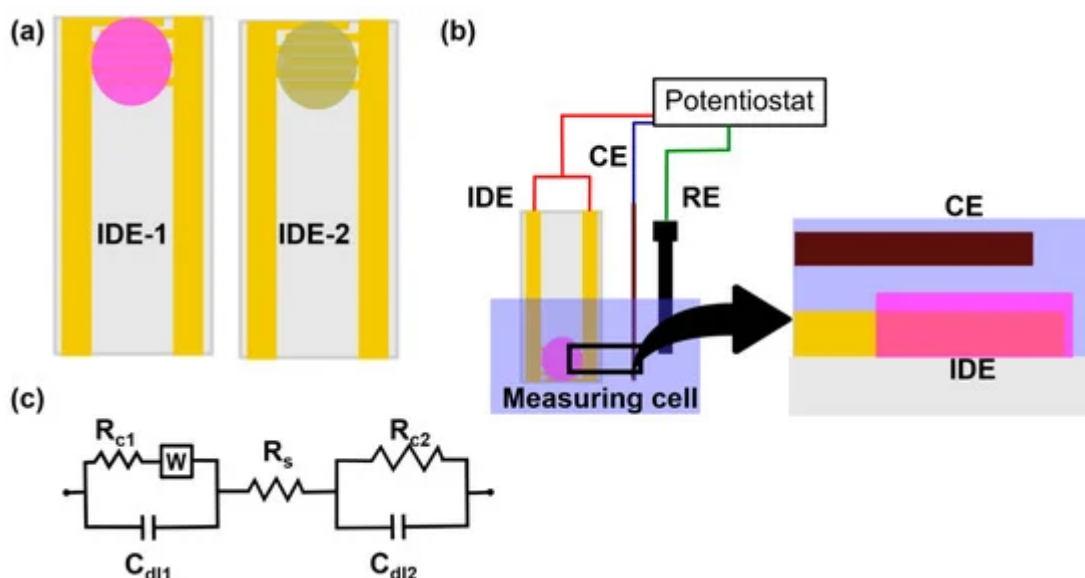 (a)
IDE-1
IDE-2
(b)
Potentiostat
CE
IDE
RE
Measuring cell
CE
IDE
(c)
Rc1
W
Rs
Rc2
Cdl1
Cdl2